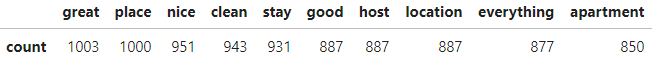 great place nice clean stay good host location everything apartment
count 1003 1000 951 943 931 887 887 887 877 850